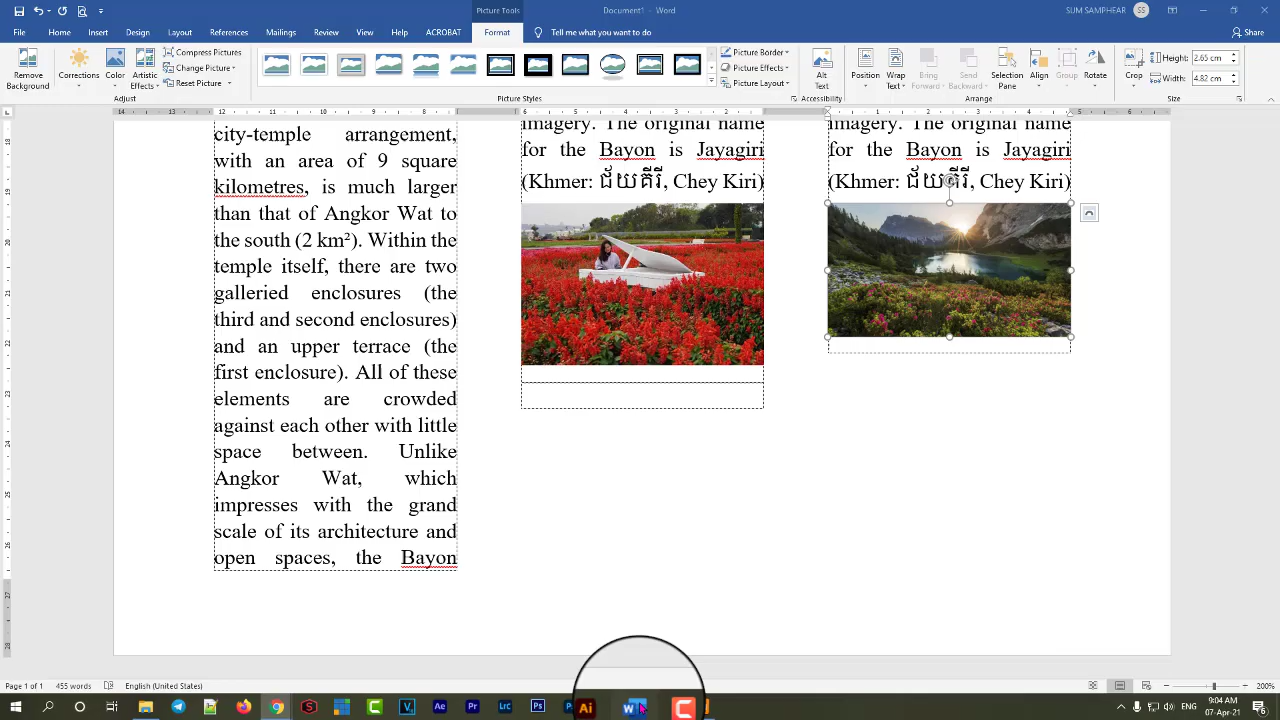 Picture Tools
Document1 - Word
SUM SAMPHEAR
File
Home
Insert
Design
Layout
References
Mailings
Review
View
Help
ACROBAT
Format
Tell me what you want to do
Share
Remove Background
Corrections
Color
Artistic Effects
Compress Pictures
Change Picture
Picture Border
Picture Effects
Picture Layout
Alt Text
Position
Wrap Text
Bring Forward
Send Backward
Selection Pane
Align
Group
Rotate
Crop
Height: 2.65 cm
Width: 4.82 cm
Adjust
Picture Styles
Accessibility
Arrange
city-temple arrangement,
with an area of 9 square
kilometres, is much larger
than that of Angkor Wat to
the south (2 km²). Within the
temple itself, there are two
galleried enclosures (the
third and second enclosures)
and an upper terrace (the
first enclosure). All of these
elements are crowded
against each other with little
space between. Unlike
Angkor Wat, which
impresses with the grand
scale of its architecture and
open spaces, the Bayon
imagery. The original name
for the Bayon is Jayagiri
(Khmer: ជ័យគីរី, Chey Kiri)
imagery. The original name
for the Bayon is Jayagiri
(Khmer: ជ័យគីរី, Chey Kiri)
Page 1 of 1
455 words
English (United States)
200%
Ae
Pr
Lrc
Ps
Ai
W
ENG
9:04 AM
07-Apr-21